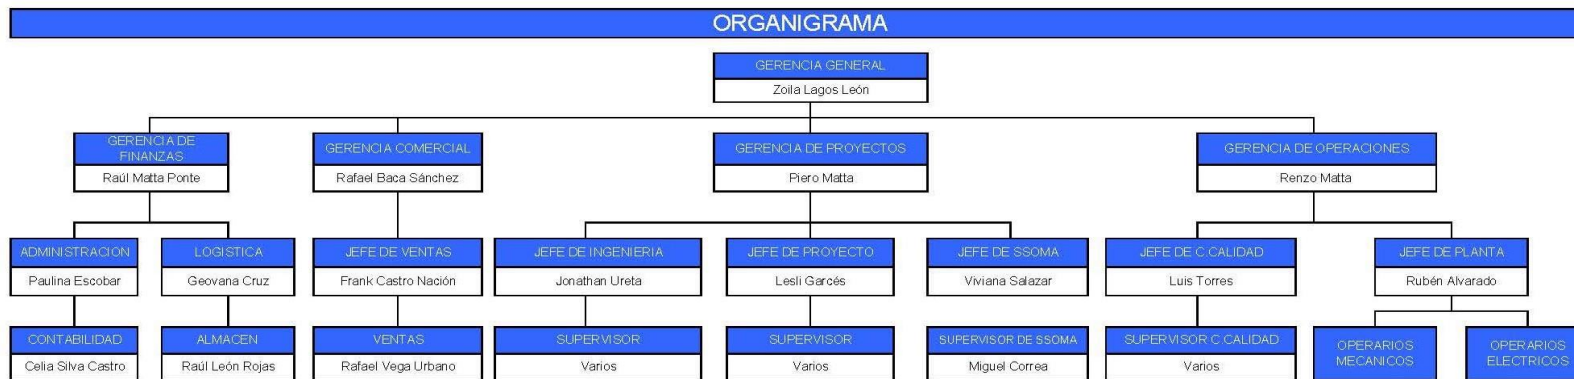 ORGANIGRAMA
GERENCIA GENERAL
Zoila Lagos León
GERENCIA DE
FINANZAS
Raúl Matta Ponte
GERENCIA COMERCIAL
Rafael Baca Sánchez
GERENCIA DE PROYECTOS
Piero Matta
GERENCIA DE OPERACIONES
Renzo Matta
ADMINISTRACION
Paulina Escobar
LOGISTICA
Geovana Cruz
JEFE DE VENTAS
Frank Castro Nación
JEFE DE INGENIERIA
Jonathan Ureta
JEFE DE PROYECTO
Lesli Garcés
JEFE DE SSOMA
Viviana Salazar
JEFE DE C.CALIDAD
Luis Torres
JEFE DE PLANTA
Rubén Alvarado
CONTABILIDAD
Celia Silva Castro
ALMACEN
Raúl León Rojas
VENTAS
Rafael Vega Urbano
SUPERVISOR
Varios
SUPERVISOR
Varios
SUPERVISOR DE SSOMA
Miguel Correa
SUPERVISOR C.CALIDAD
Varios
OPERARIOS
MECANICOS
OPERARIOS
ELECTRICOS